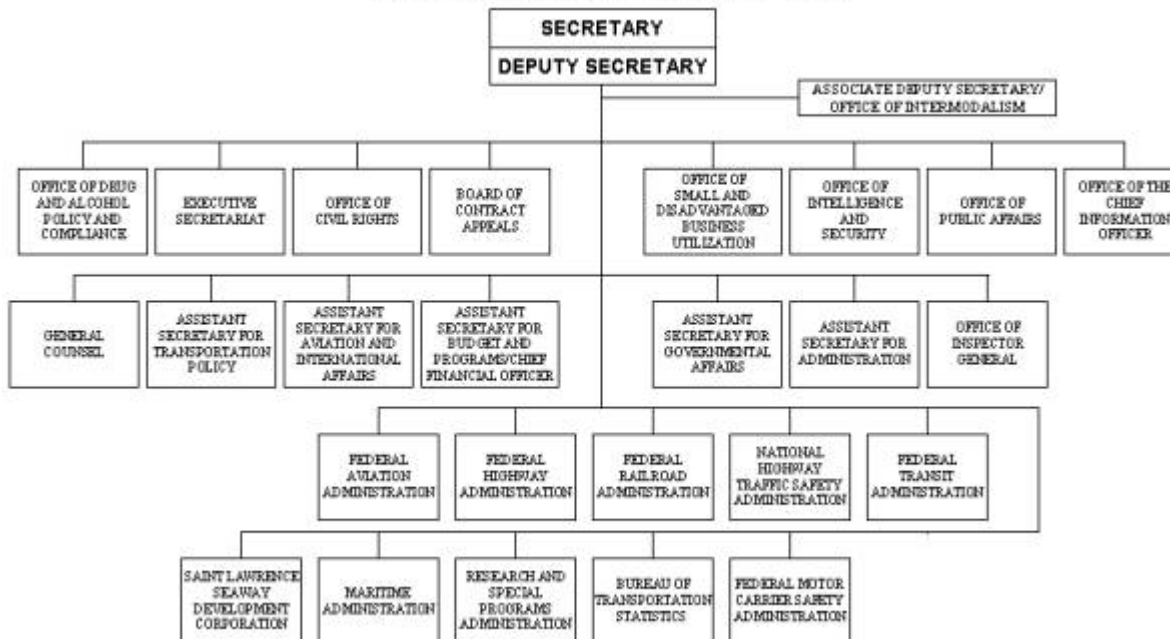 SECRETARY
DEPUTY SECRETARY
ASSOCIATE DEPUTY SECRETARY/
OFFICE OF INTERMODALISM
OFFICE OF DRUG
AND ALCOHOL
POLICY AND
COMPLIANCE
EXECUTIVE
SECRETARIAT
OFFICE OF
CIVIL RIGHTS
BOARD OF
CONTRACT
APPEALS
OFFICE OF
SMALL AND
DISADVANTAGED
BUSINESS
UTILIZATION
OFFICE OF
INTELLIGENCE
AND
SECURITY
OFFICE OF
PUBLIC AFFAIRS
OFFICE OF THE
CHIEF
INFORMATION
OFFICER
GENERAL
COUNSEL
ASSISTANT
SECRETARY FOR
TRANSPORTATION
POLICY
ASSISTANT
SECRETARY FOR
AVIATION AND
INTERNATIONAL
AFFAIRS
ASSISTANT
SECRETARY FOR
BUDGET AND
PROGRAMS/CHIEF
FINANCIAL OFFICER
ASSISTANT
SECRETARY FOR
GOVERNMENTAL
AFFAIRS
ASSISTANT
SECRETARY FOR
ADMINISTRATION
OFFICE OF
INSPECTOR
GENERAL
FEDERAL
AVIATION
ADMINISTRATION
FEDERAL
HIGHWAY
ADMINISTRATION
FEDERAL
RAILROAD
ADMINISTRATION
NATIONAL
HIGHWAY
TRAFFIC SAFETY
ADMINISTRATION
FEDERAL
TRANSIT
ADMINISTRATION
SAINT LAWRENCE
SEAWAY
DEVELOPMENT
CORPORATION
MARITIME
ADMINISTRATION
RESEARCH AND
SPECIAL
PROGRAMS
ADMINISTRATION
BUREAU OF
TRANSPORTATION
STATISTICS
FEDERAL MOTOR
CARRIER SAFETY
ADMINISTRATION